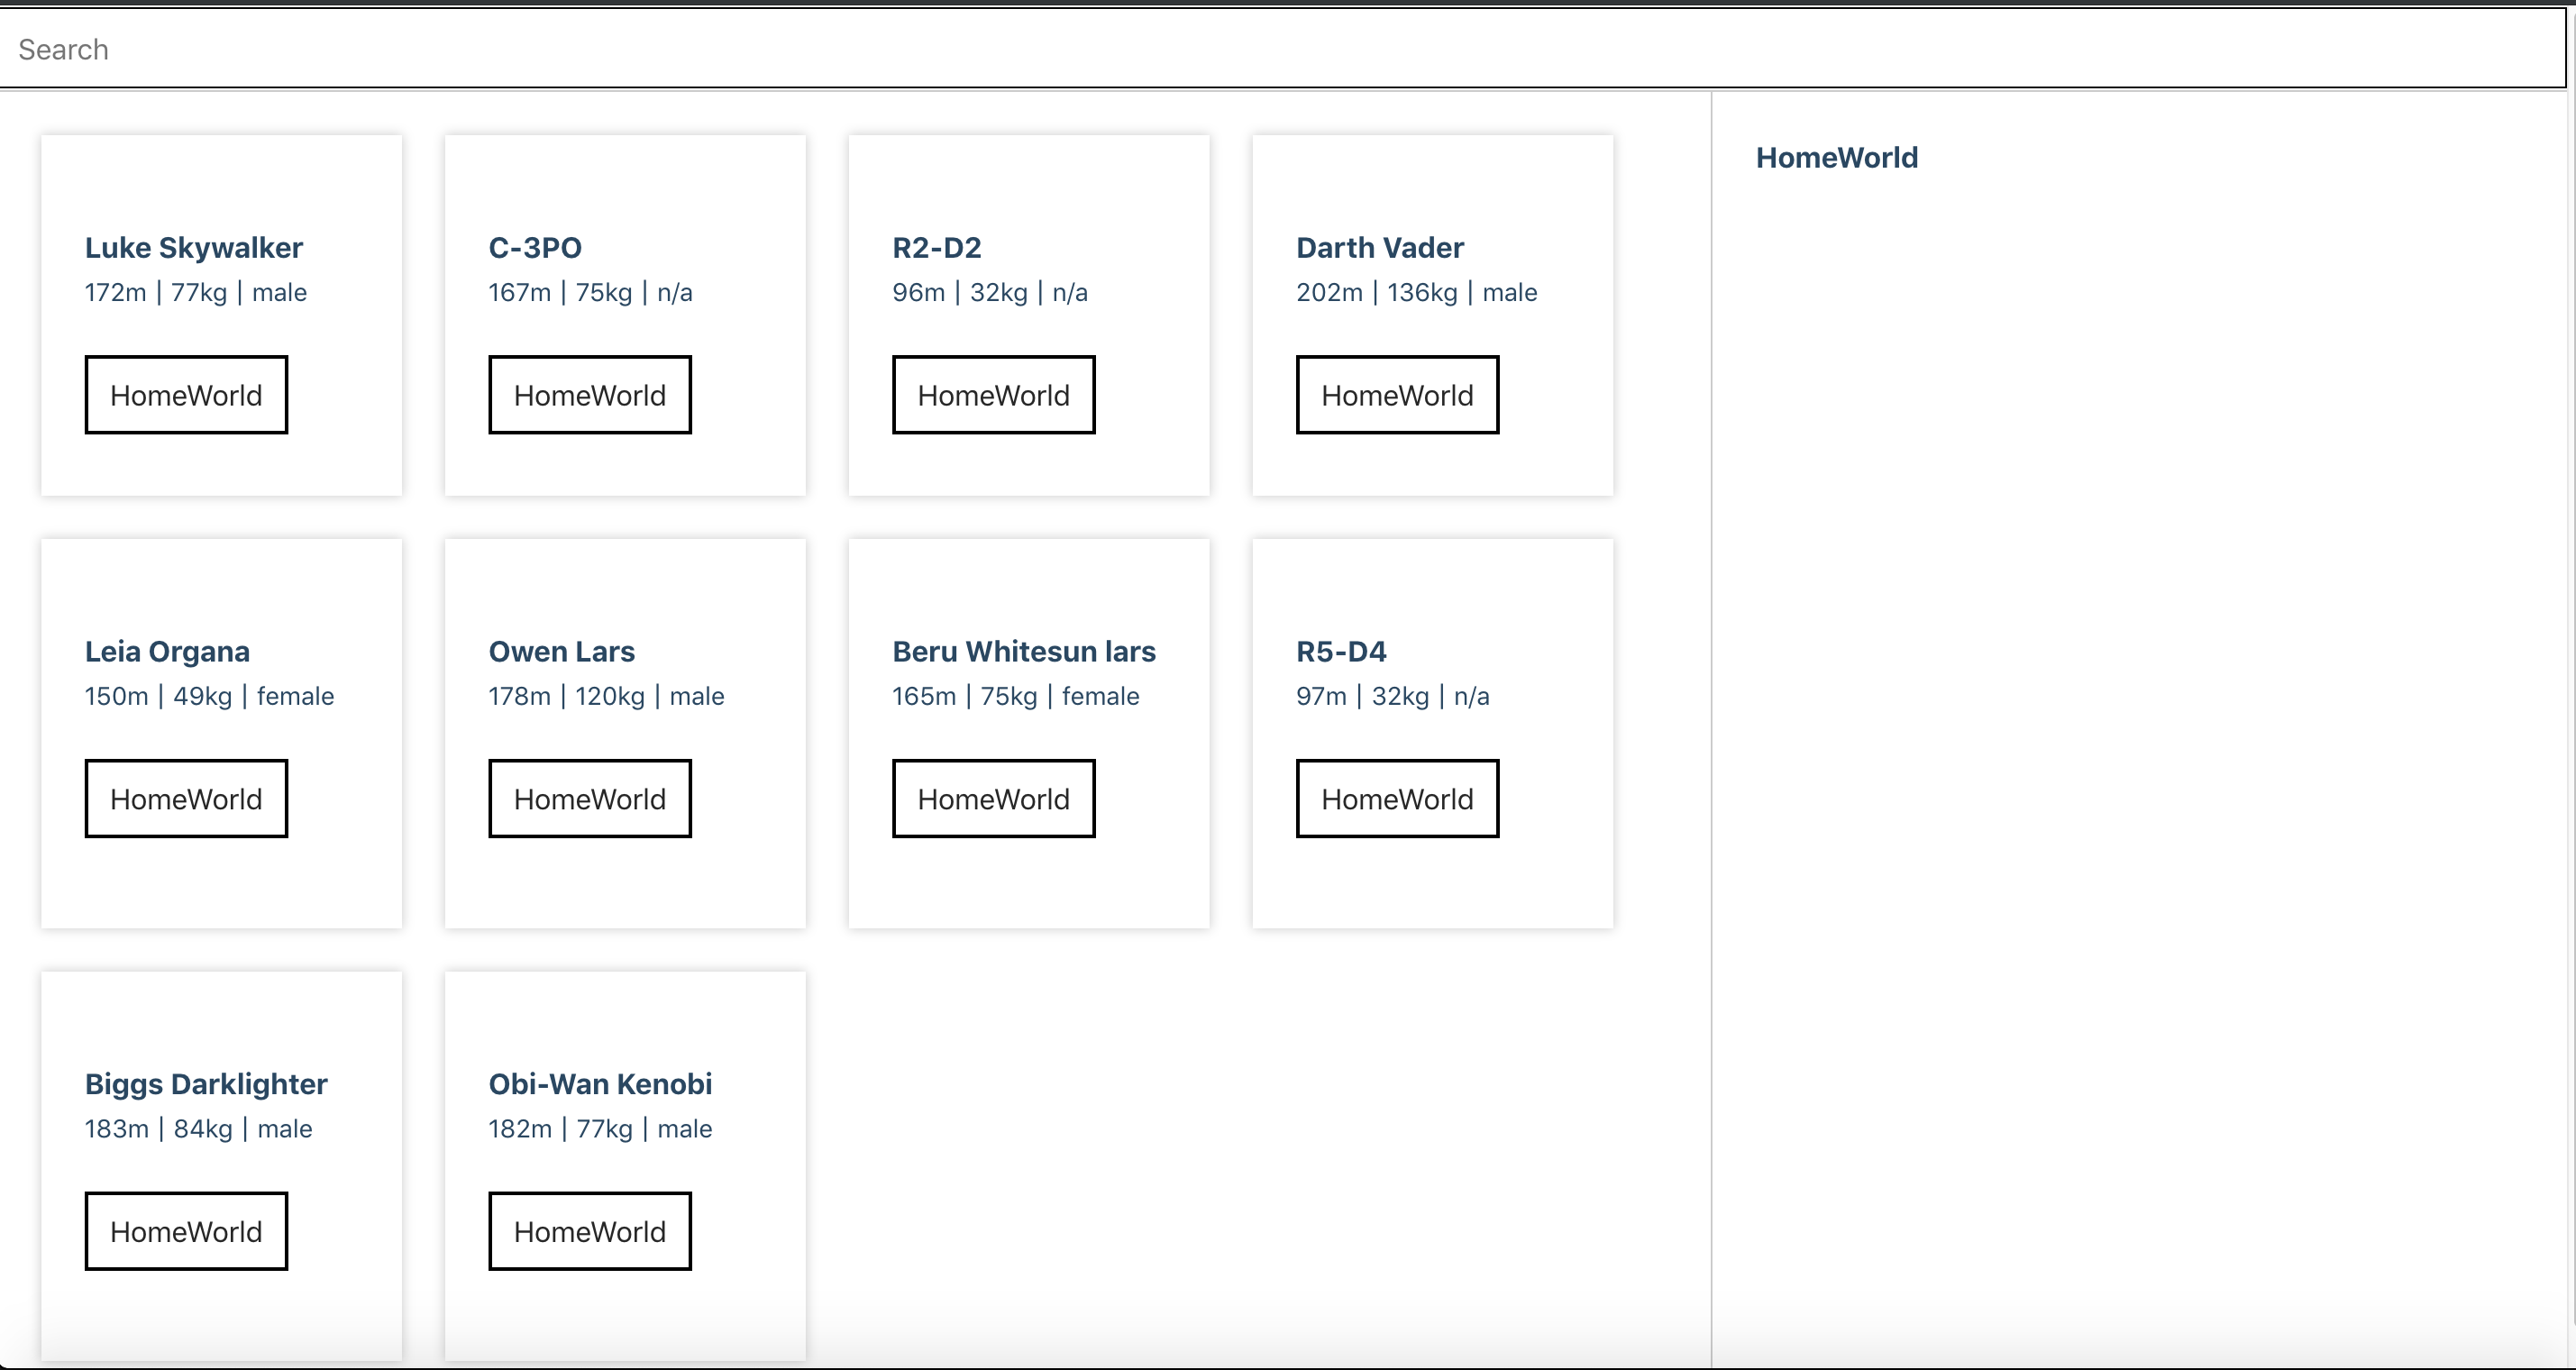 Search
Luke Skywalker
172m | 77kg | male
HomeWorld
C-3PO
167m | 75kg | n/a
HomeWorld
R2-D2
96m | 32kg | n/a
HomeWorld
Darth Vader
202m | 136kg | male
HomeWorld
Leia Organa
150m | 49kg | female
HomeWorld
Owen Lars
178m | 120kg | male
HomeWorld
Beru Whitesun lars
165m | 75kg | female
HomeWorld
R5-D4
97m | 32kg | n/a
HomeWorld
Biggs Darklighter
183m | 84kg | male
HomeWorld
Obi-Wan Kenobi
182m | 77kg | male
HomeWorld
HomeWorld